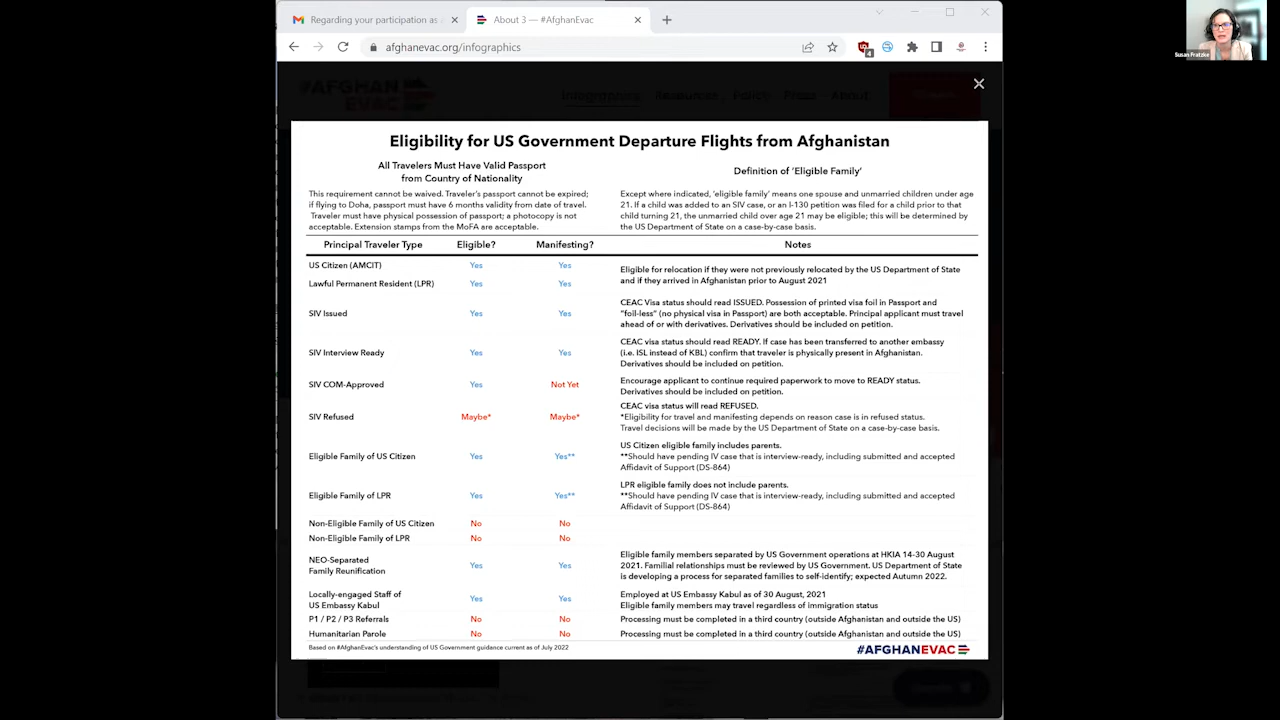 Regarding your participation as
About 3 — #AfghanEvac
afghanevac.org/infographics
4
Susan Fratzke
#AFGHAN
EVAC
Infographics
Resources
Policy
Press
About
Eligibility for US Government Departure Flights from Afghanistan
All Travelers Must Have Valid Passport
from Country of Nationality
This requirement cannot be waived. Traveler's passport cannot be expired;
if flying to Doha, passport must have 6 months validity from date of travel.
Traveler must have physical possession of passport; a photocopy is not
acceptable. Extension stamps from the MoFA are acceptable.
Definition of 'Eligible Family'
Except where indicated, 'eligible family' means one spouse and unmarried children under age
21. If a child was added to an SIV case, or an I-130 petition was filed for a child prior to that
child turning 21, the unmarried child over age 21 may be eligible; this will be determined by
the US Department of State on a case-by-case basis.
Principal Traveler Type Eligible? Manifesting? Notes
US Citizen (AMCIT) Yes Yes
Lawful Permanent Resident (LPR) Yes Yes
Eligible for relocation if they were not previously relocated by the US Department of State
and if they arrived in Afghanistan prior to August 2021
SIV Issued Yes Yes
CEAC Visa status should read ISSUED. Possession of printed visa foil in Passport and
"foil-less" (no physical visa in Passport) are both acceptable. Principal applicant must travel
ahead of or with derivatives. Derivatives should be included on petition.
SIV Interview Ready Yes Yes
CEAC visa status should read READY. If case has been transferred to another embassy
(i.e. ISL instead of KBL) confirm that traveler is physically present in Afghanistan.
Derivatives should be included on petition.
SIV COM-Approved Yes Not Yet
Encourage applicant to continue required paperwork to move to READY status.
Derivatives should be included on petition.
SIV Refused Maybe* Maybe*
CEAC visa status will read REFUSED.
*Eligibility for travel and manifesting depends on reason case is in refused status.
Travel decisions will be made by the US Department of State on a case-by-case basis.
Eligible Family of US Citizen Yes Yes**
US Citizen eligible family includes parents.
**Should have pending IV case that is interview-ready, including submitted and accepted
Affidavit of Support (DS-864)
Eligible Family of LPR Yes Yes**
LPR eligible family does not include parents.
**Should have pending IV case that is interview-ready, including submitted and accepted
Affidavit of Support (DS-864)
Non-Eligible Family of US Citizen No No
Non-Eligible Family of LPR No No
NEO-Separated
Family Reunification Yes Yes
Eligible family members separated by US Government operations at HKIA 14-30 August
2021. Familial relationships must be reviewed by US Government. US Department of State
is developing a process for separated families to self-identify; expected Autumn 2022.
Locally-engaged Staff of
US Embassy Kabul Yes Yes
Employed at US Embassy Kabul as of 30 August, 2021
Eligible family members may travel regardless of immigration status
P1 / P2 / P3 Referrals No No Processing must be completed in a third country (outside Afghanistan and outside the US)
Humanitarian Parole No No Processing must be completed in a third country (outside Afghanistan and outside the US)
Based on #AfghanEvac's understanding of US Government guidance current as of July 2022
#AFGHANEVAC